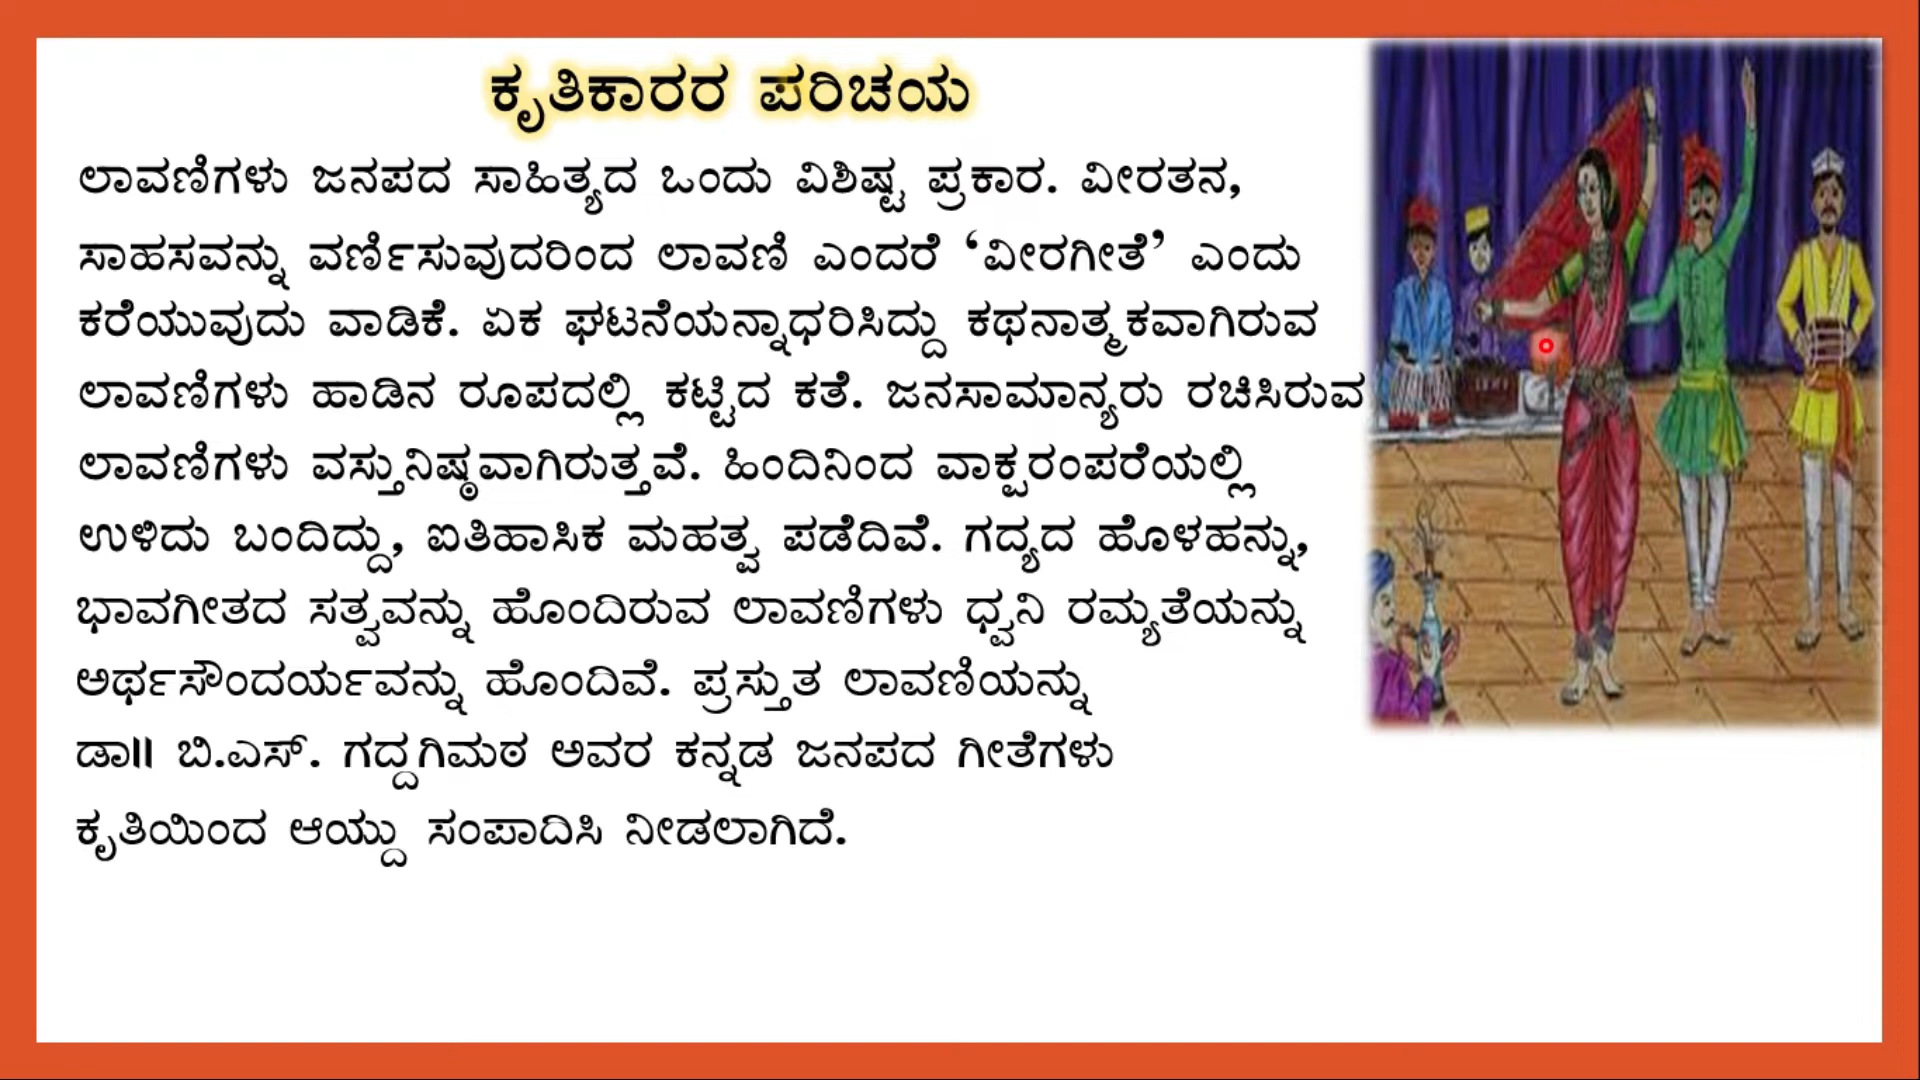 ಕೃತಿಕಾರರ ಪರಿಚಯ
ಲಾವಣಿಗಳು ಜನಪದ ಸಾಹಿತ್ಯದ ಒಂದು ವಿಶಿಷ್ಟ ಪ್ರಕಾರ. ವೀರತನ,
ಸಾಹಸವನ್ನು ವರ್ಣಿಸುವುದರಿಂದ ಲಾವಣಿ ಎಂದರೆ ‘ವೀರಗೀತೆ’ ಎಂದು
ಕರೆಯುವುದು ವಾಡಿಕೆ. ಏಕ ಘಟನೆಯನ್ನಾಧರಿಸಿದ್ದು ಕಥನಾತ್ಮಕವಾಗಿರುವ
ಲಾವಣಿಗಳು ಹಾಡಿನ ರೂಪದಲ್ಲಿ ಕಟ್ಟಿದ ಕತೆ. ಜನಸಾಮಾನ್ಯರು ರಚಿಸಿರುವ
ಲಾವಣಿಗಳು ವಸ್ತುನಿಷ್ಠವಾಗಿರುತ್ತವೆ. ಹಿಂದಿನಿಂದ ವಾಕ್ಪರಂಪರೆಯಲ್ಲಿ
ಉಳಿದು ಬಂದಿದ್ದು, ಐತಿಹಾಸಿಕ ಮಹತ್ವ ಪಡೆದಿವೆ. ಗದ್ಯದ ಹೊಳಹನ್ನು,
ಭಾವಗೀತದ ಸತ್ವವನ್ನು ಹೊಂದಿರುವ ಲಾವಣಿಗಳು ಧ್ವನಿ ರಮ್ಯತೆಯನ್ನು
ಅರ್ಥಸೌಂದರ್ಯವನ್ನು ಹೊಂದಿವೆ. ಪ್ರಸ್ತುತ ಲಾವಣಿಯನ್ನು
ಡಾ॥ ಬಿ.ಎಸ್. ಗದ್ದಗಿಮಠ ಅವರ ಕನ್ನಡ ಜನಪದ ಗೀತೆಗಳು
ಕೃತಿಯಿಂದ ಆಯ್ದು ಸಂಪಾದಿಸಿ ನೀಡಲಾಗಿದೆ.